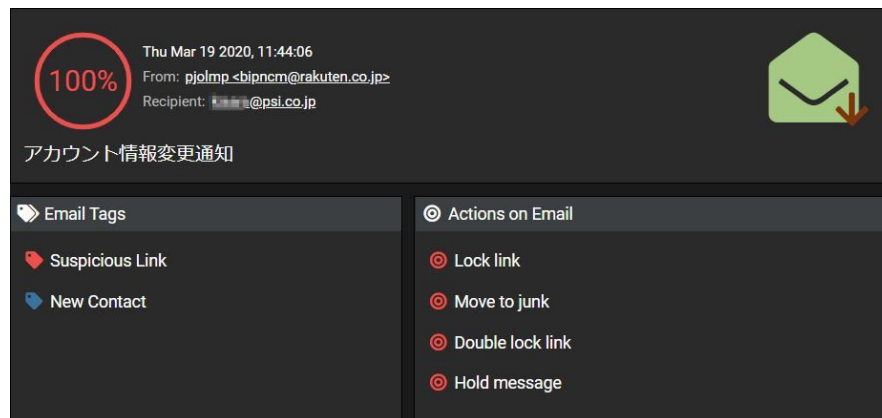 100%
Thu Mar 19 2020, 11:44:06
From: pjolmp <bipncm@rakuten.co.jp>
Recipient: @psi.co.jp
アカウント情報変更通知
Email Tags
Suspicious Link
New Contact
Actions on Email
Lock link
Move to junk
Double lock link
Hold message